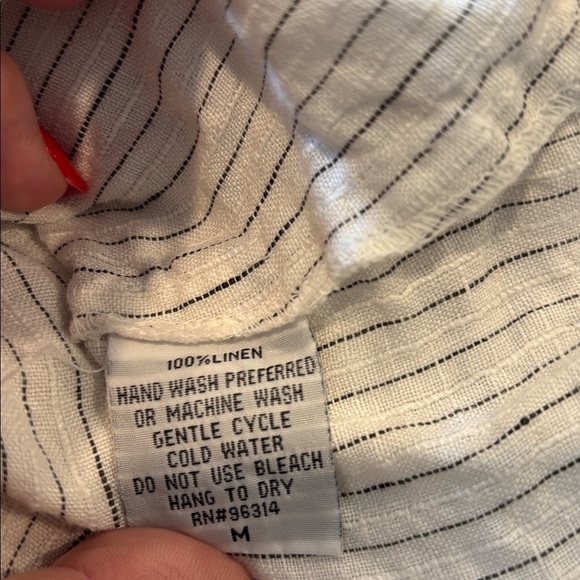 100%LINEN
HAND WASH PREFERRED
OR MACHINE WASH
GENTLE CYCLE
COLD WATER
DO NOT USE BLEACH
HANG TO DRY
RN#96314
M